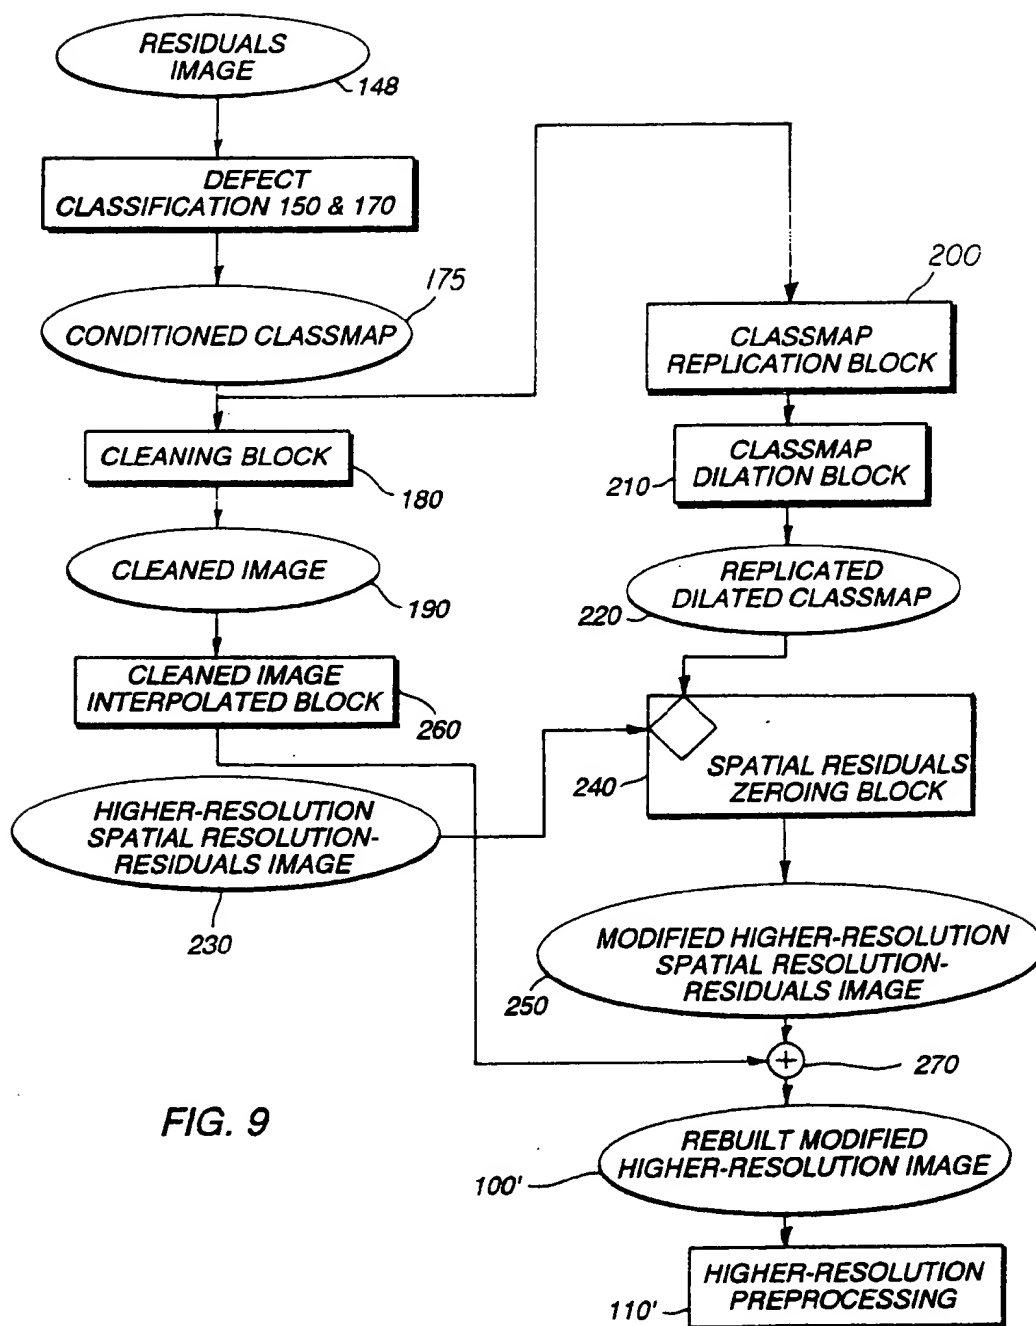 RESIDUALS
IMAGE
148
DEFECT
CLASSIFICATION 150 & 170
175
CONDITIONED CLASSMAP
200
CLASSMAP
REPLICATION BLOCK
CLEANING BLOCK
180
CLASSMAP
DILATION BLOCK
210
CLEANED IMAGE
190
REPLICATED
DILATED CLASSMAP
220
CLEANED IMAGE
INTERPOLATED BLOCK
260
SPATIAL RESIDUALS
ZEROING BLOCK
240
HIGHER-RESOLUTION
SPATIAL RESOLUTION-
RESIDUALS IMAGE
230
MODIFIED HIGHER-RESOLUTION
SPATIAL RESOLUTION-
RESIDUALS IMAGE
250
+
270
FIG. 9
REBUILT MODIFIED
HIGHER-RESOLUTION IMAGE
100'
HIGHER-RESOLUTION
PREPROCESSING
110'